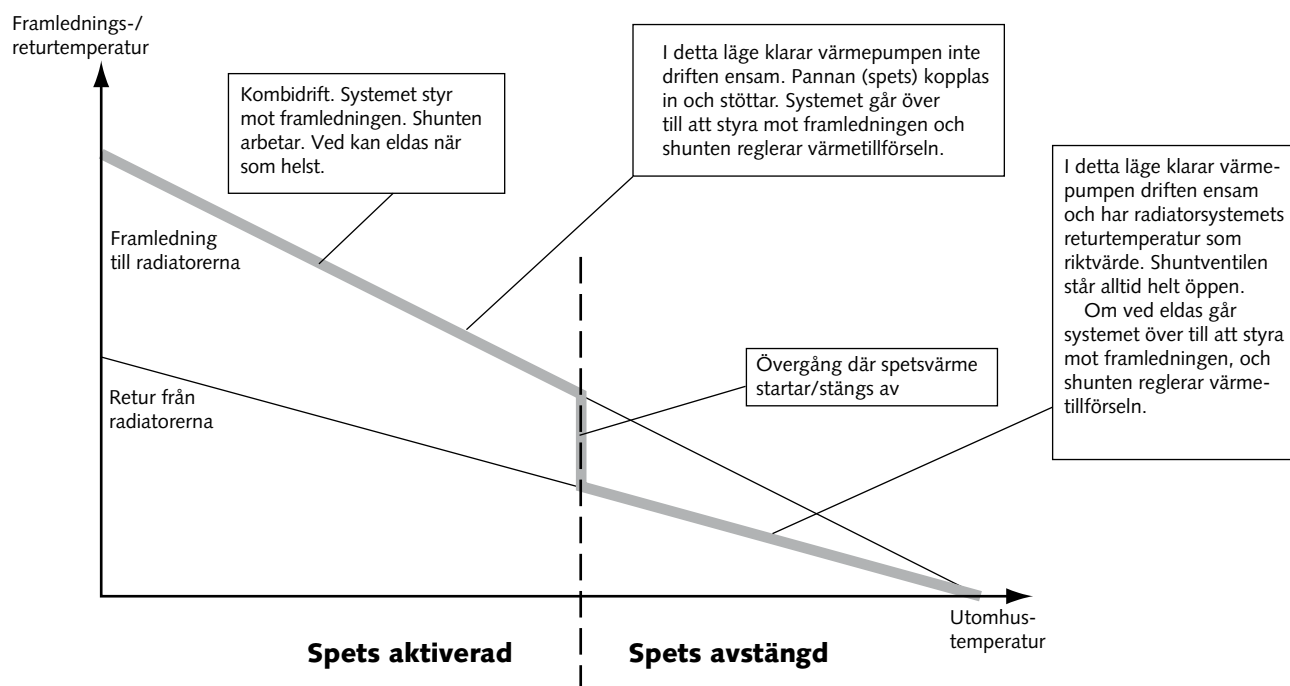 Framlednings-/
returtemperatur
Kombidrift. Systemet styr
mot framledningen. Shunten
arbetar. Ved kan eldas när
som helst.
I detta läge klarar värmepumpen inte
driften ensam. Pannan (spets) kopplas
in och stöttar. Systemet går över
till att styra mot framledningen och
shunten reglerar värmetillförseln.
I detta läge klarar värme-
pumpen driften ensam
och har radiatorsystemets
returtemperatur som
riktvärde. Shuntventilen
står alltid helt öppen.
Om ved eldas går
systemet över till att styra
mot framledningen, och
shunten reglerar värme-
tillförseln.
Framledning
till radiatorerna
Övergång där spetsvärme
startar/stängs av
Retur från
radiatorerna
Utomhus-
temperatur
Spets aktiverad
Spets avstängd